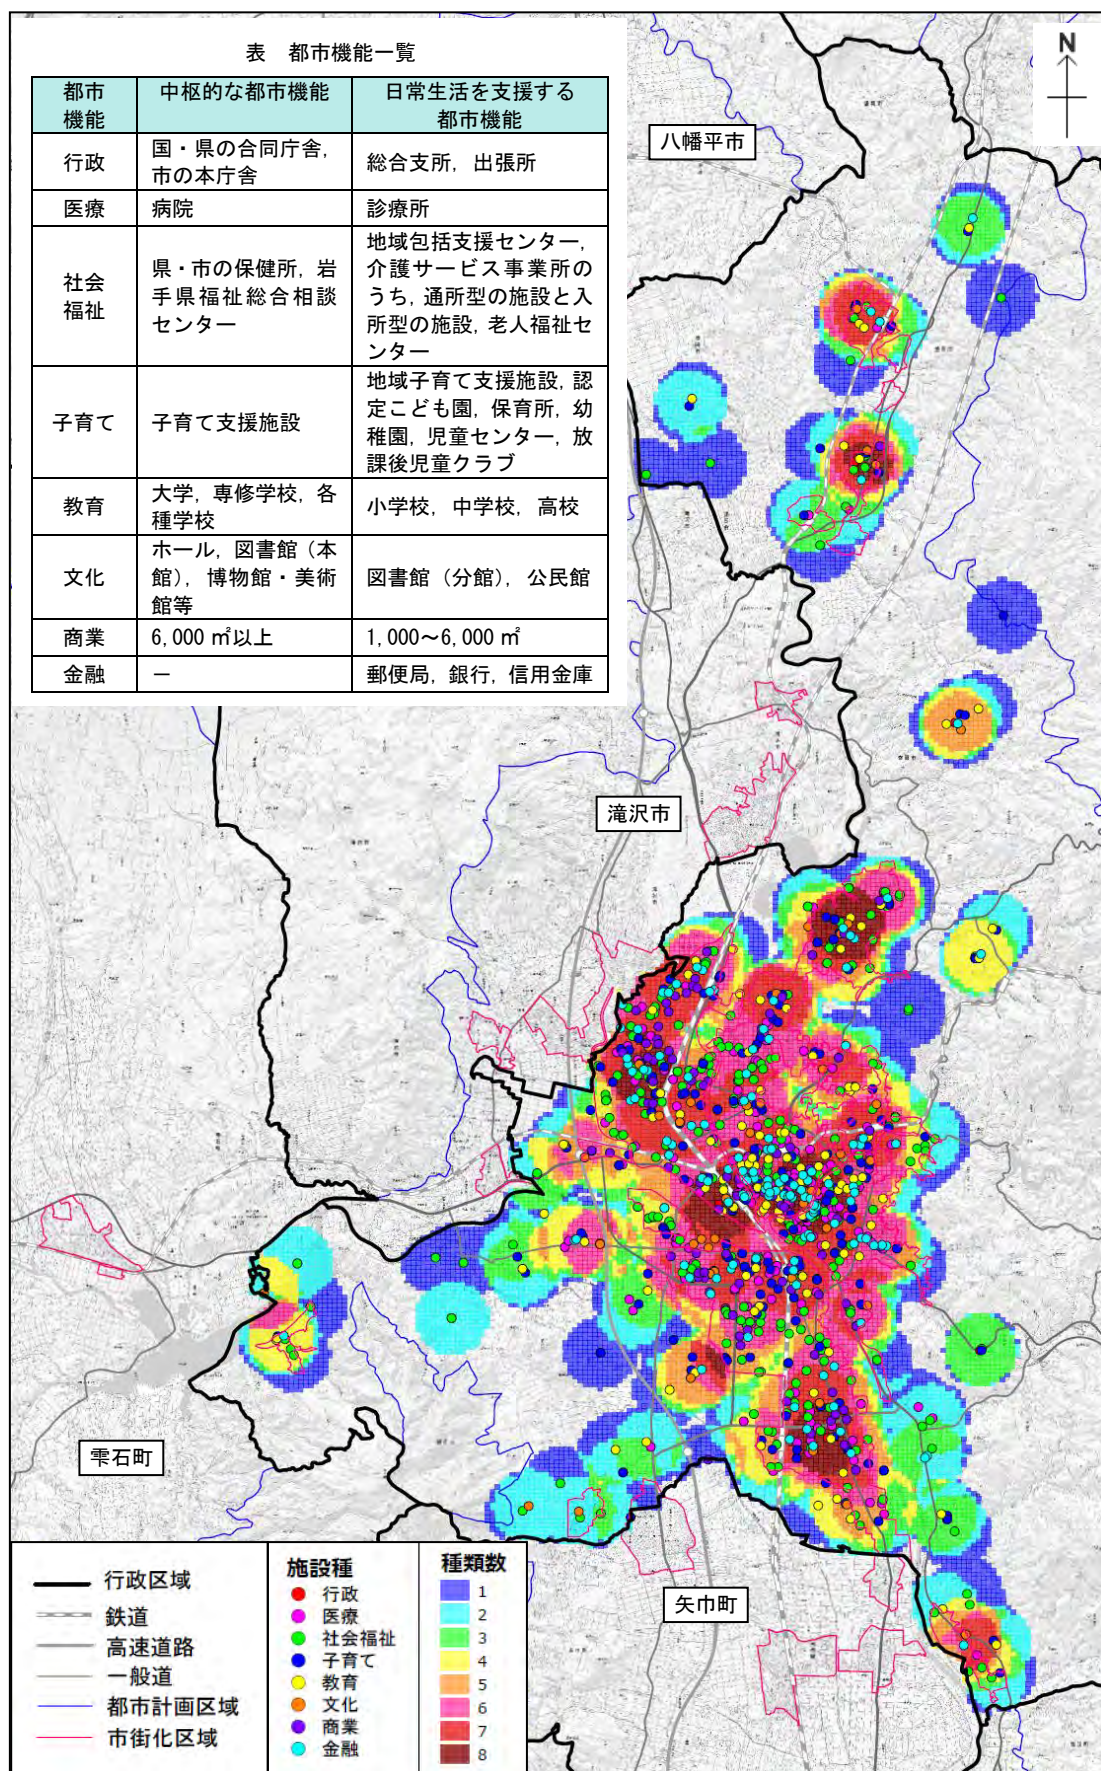 表 都市機能一覧
都市
機能
中枢的な都市機能
日常生活を支援する
都市機能
行政
国・県の合同庁舎，
市の本庁舎
総合支所，出張所
医療
病院
診療所
社会
福祉
県・市の保健所，岩
手県福祉総合相談
センター
地域包括支援センター，
介護サービス事業所の
うち，通所型の施設と入
所型の施設，老人福祉セ
ンター
子育て
子育て支援施設
地域子育て支援施設，認
定こども園，保育所，幼
稚園，児童センター，放
課後児童クラブ
教育
大学，専修学校，各
種学校
小学校，中学校，高校
文化
ホール，図書館（本
館），博物館・美術
館等
図書館（分館），公民館
商業
6,000 ㎡以上
1,000～6,000 ㎡
金融
－
郵便局，銀行，信用金庫
N
八幡平市
滝沢市
雫石町
矢巾町
行政区域
鉄道
高速道路
一般道
都市計画区域
市街化区域
施設種
行政
医療
社会福祉
子育て
教育
文化
商業
金融
種類数
1
2
3
4
5
6
7
8